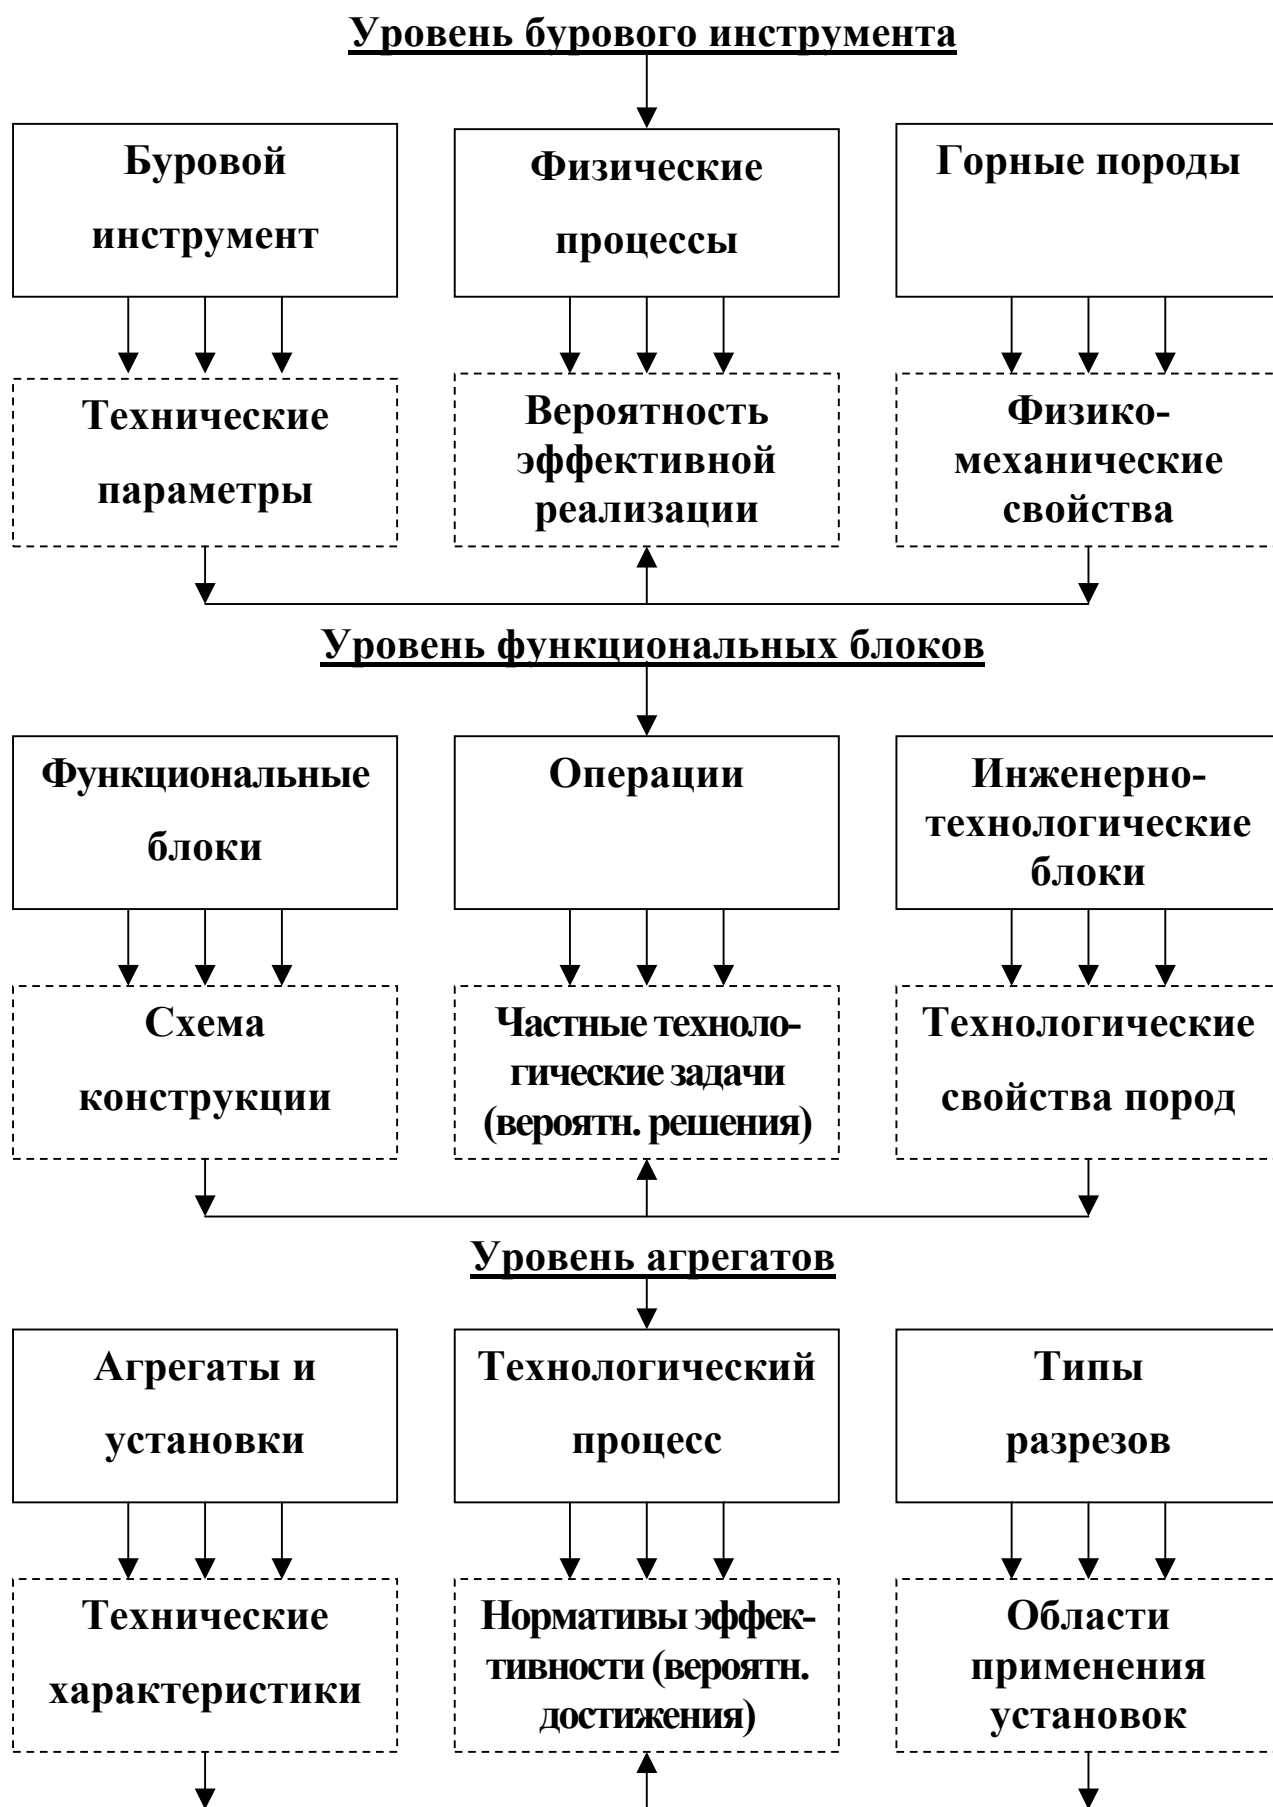 Уровень бурового инструмента
Буровой
инструмент
Физические
процессы
Горные породы
Технические
параметры
Вероятность
эффективной
реализации
Физико-
механические
свойства
Уровень функциональных блоков
Функциональные
блоки
Операции
Инженерно-
технологические
блоки
Схема
конструкции
Частные техноло-
гические задачи
(вероятн. решения)
Технологические
свойства пород
Уровень агрегатов
Агрегаты и
установки
Технологический
процесс
Типы
разрезов
Технические
характеристики
Нормативы эффек-
тивности (вероятн.
достижения)
Области
применения
установок